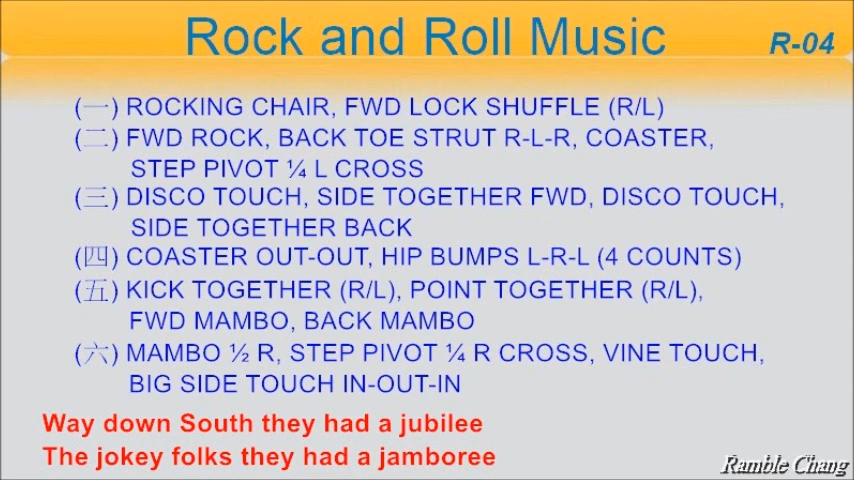 Rock and Roll Music
R-04
(一) ROCKING CHAIR, FWD LOCK SHUFFLE (R/L)
(二) FWD ROCK, BACK TOE STRUT R-L-R, COASTER,
STEP PIVOT ¼ L CROSS
(三) DISCO TOUCH, SIDE TOGETHER FWD, DISCO TOUCH,
SIDE TOGETHER BACK
(四) COASTER OUT-OUT, HIP BUMPS L-R-L (4 COUNTS)
(五) KICK TOGETHER (R/L), POINT TOGETHER (R/L),
FWD MAMBO, BACK MAMBO
(六) MAMBO ½ R, STEP PIVOT ¼ R CROSS, VINE TOUCH,
BIG SIDE TOUCH IN-OUT-IN
Way down South they had a jubilee
The jokey folks they had a jamboree
Ramble Chang